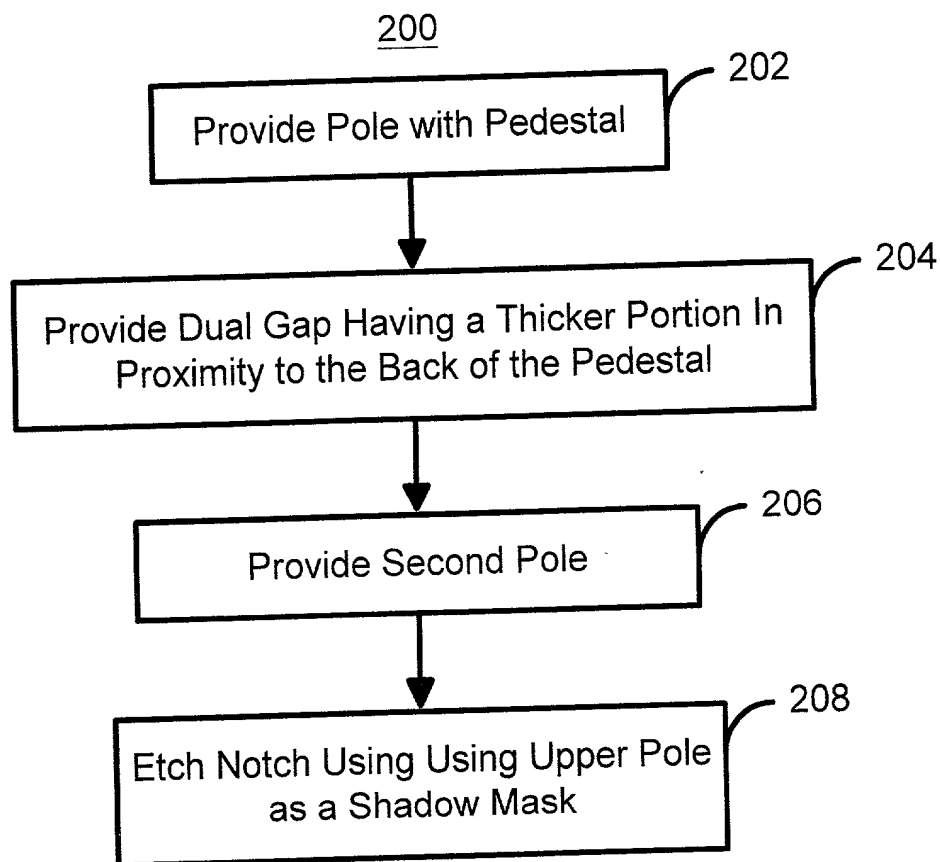 200
202
Provide Pole with Pedestal
204
Provide Dual Gap Having a Thicker Portion In
Proximity to the Back of the Pedestal
206
Provide Second Pole
208
Etch Notch Using Using Upper Pole
as a Shadow Mask